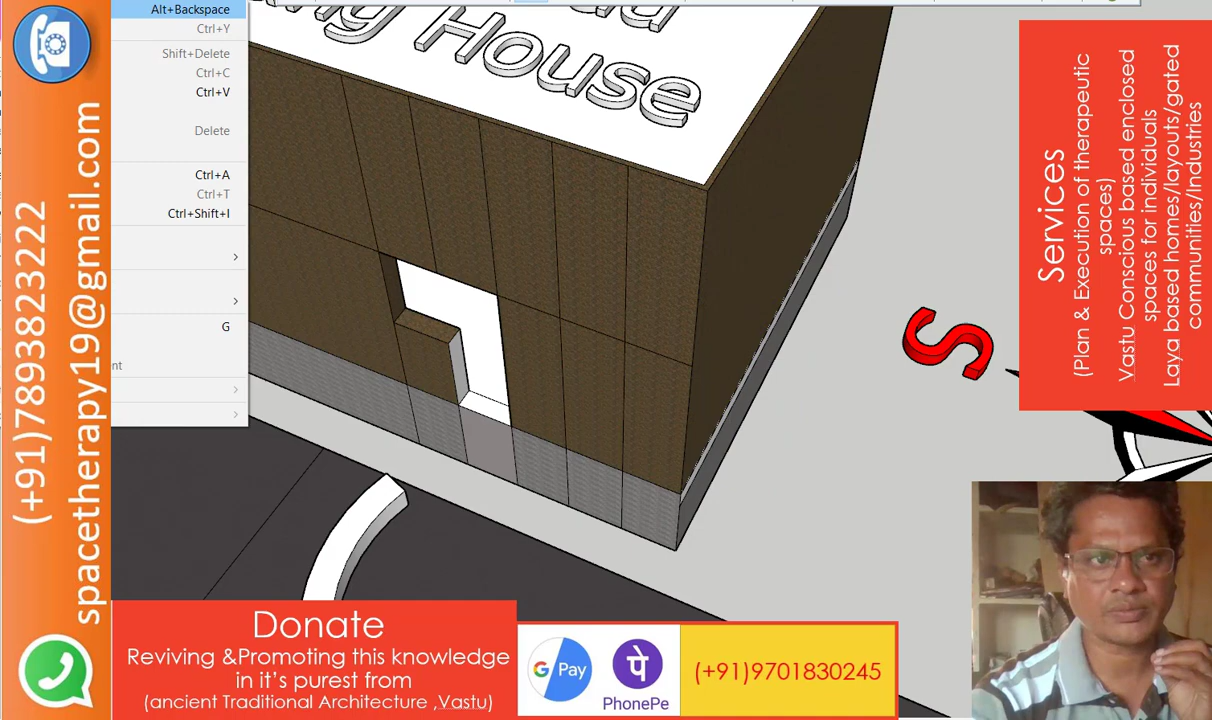 (+91)7893823222
spacetherapy19@gmail.com
Alt+Backspace
Ctrl+Y
Shift+Delete
Ctrl+C
Ctrl+V
Delete
Ctrl+A
Ctrl+T
Ctrl+Shift+I
G
nt
House
S
Services
(Plan & Execution of therapeutic
spaces)
Vastu Conscious based enclosed
spaces for individuals
Laya based homes/layouts/gated
communities/Industries
Donate
Reviving &Promoting this knowledge
in it's purest from
(ancient Traditional Architecture ,Vastu)
G Pay
पे
PhonePe
(+91)9701830245